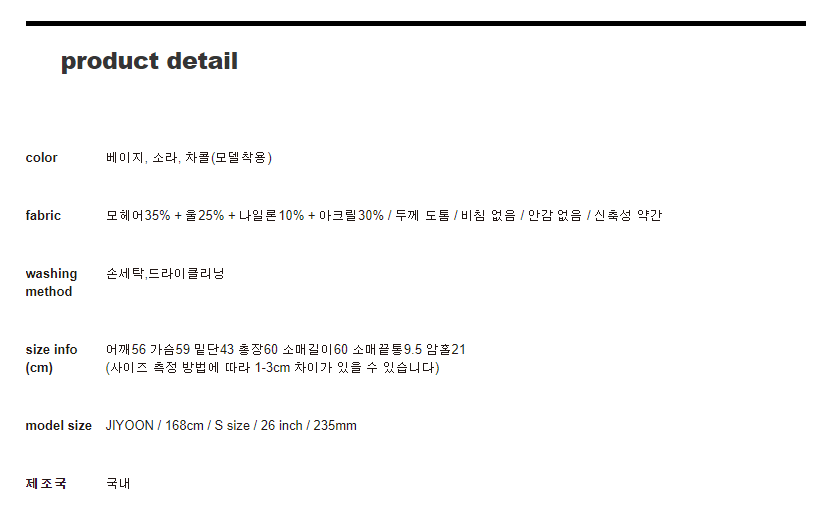 product detail
color 베이지, 소라, 차콜(모델착용)
fabric 모헤어35% + 울25% + 나일론10% + 아크릴30% / 두께 도톰 / 비침 없음 / 안감 없음 / 신축성 약간
washing method 손세탁,드라이클리닝
size info (cm) 어깨56 가슴59 밑단43 총장60 소매길이60 소매끝통9.5 암홀21
(사이즈 측정 방법에 따라 1-3cm 차이가 있을 수 있습니다)
model size JIYOON / 168cm / S size / 26 inch / 235mm
제조국 국내